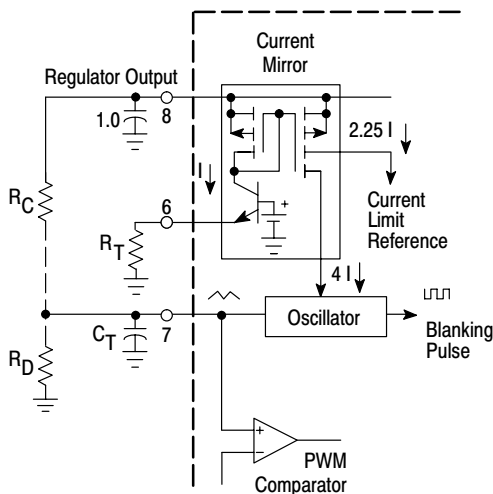 Current
Mirror
Regulator Output
1.0
8
2.25 I
I
Current
Limit
Reference
R_C
6
R_T
4 I
Oscillator
Blanking
Pulse
C_T
7
R_D
+
+
−
PWM
Comparator